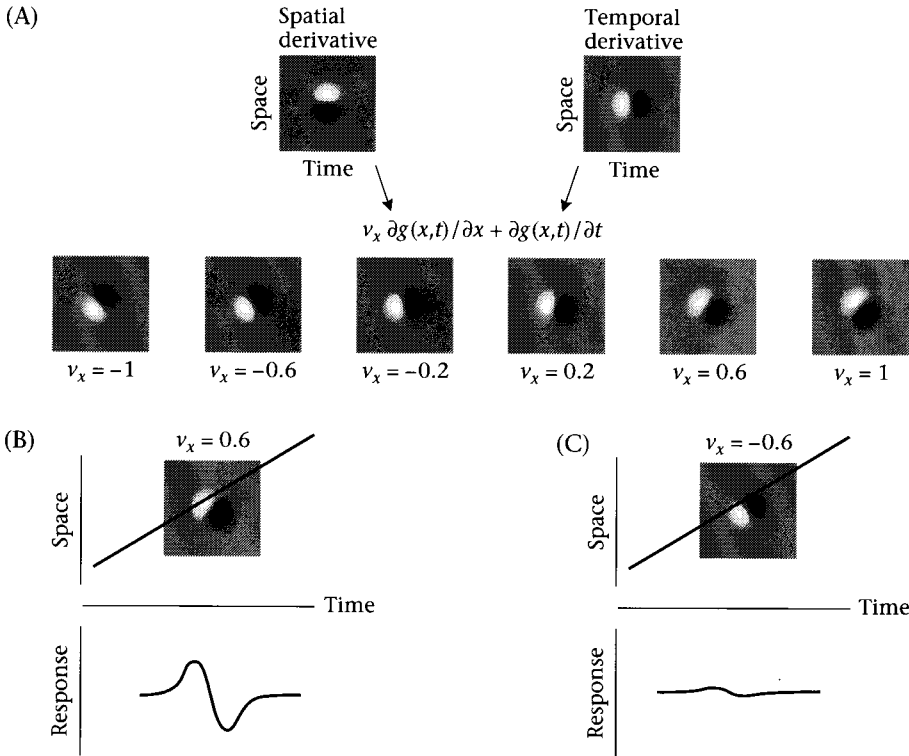 (A)
Spatial
derivative
Temporal
derivative
Space
Space
Time
Time
v_x ∂g(x,t)/∂x + ∂g(x,t)/∂t
v_x = −1
v_x = −0.6
v_x = −0.2
v_x = 0.2
v_x = 0.6
v_x = 1
(B)
v_x = 0.6
(C)
v_x = −0.6
Space
Space
Time
Time
Response
Response